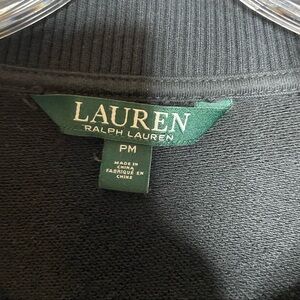 LAUREN
RALPH LAUREN
PM
MADE IN
CHINA
FABRIQUÉ EN
CHINE